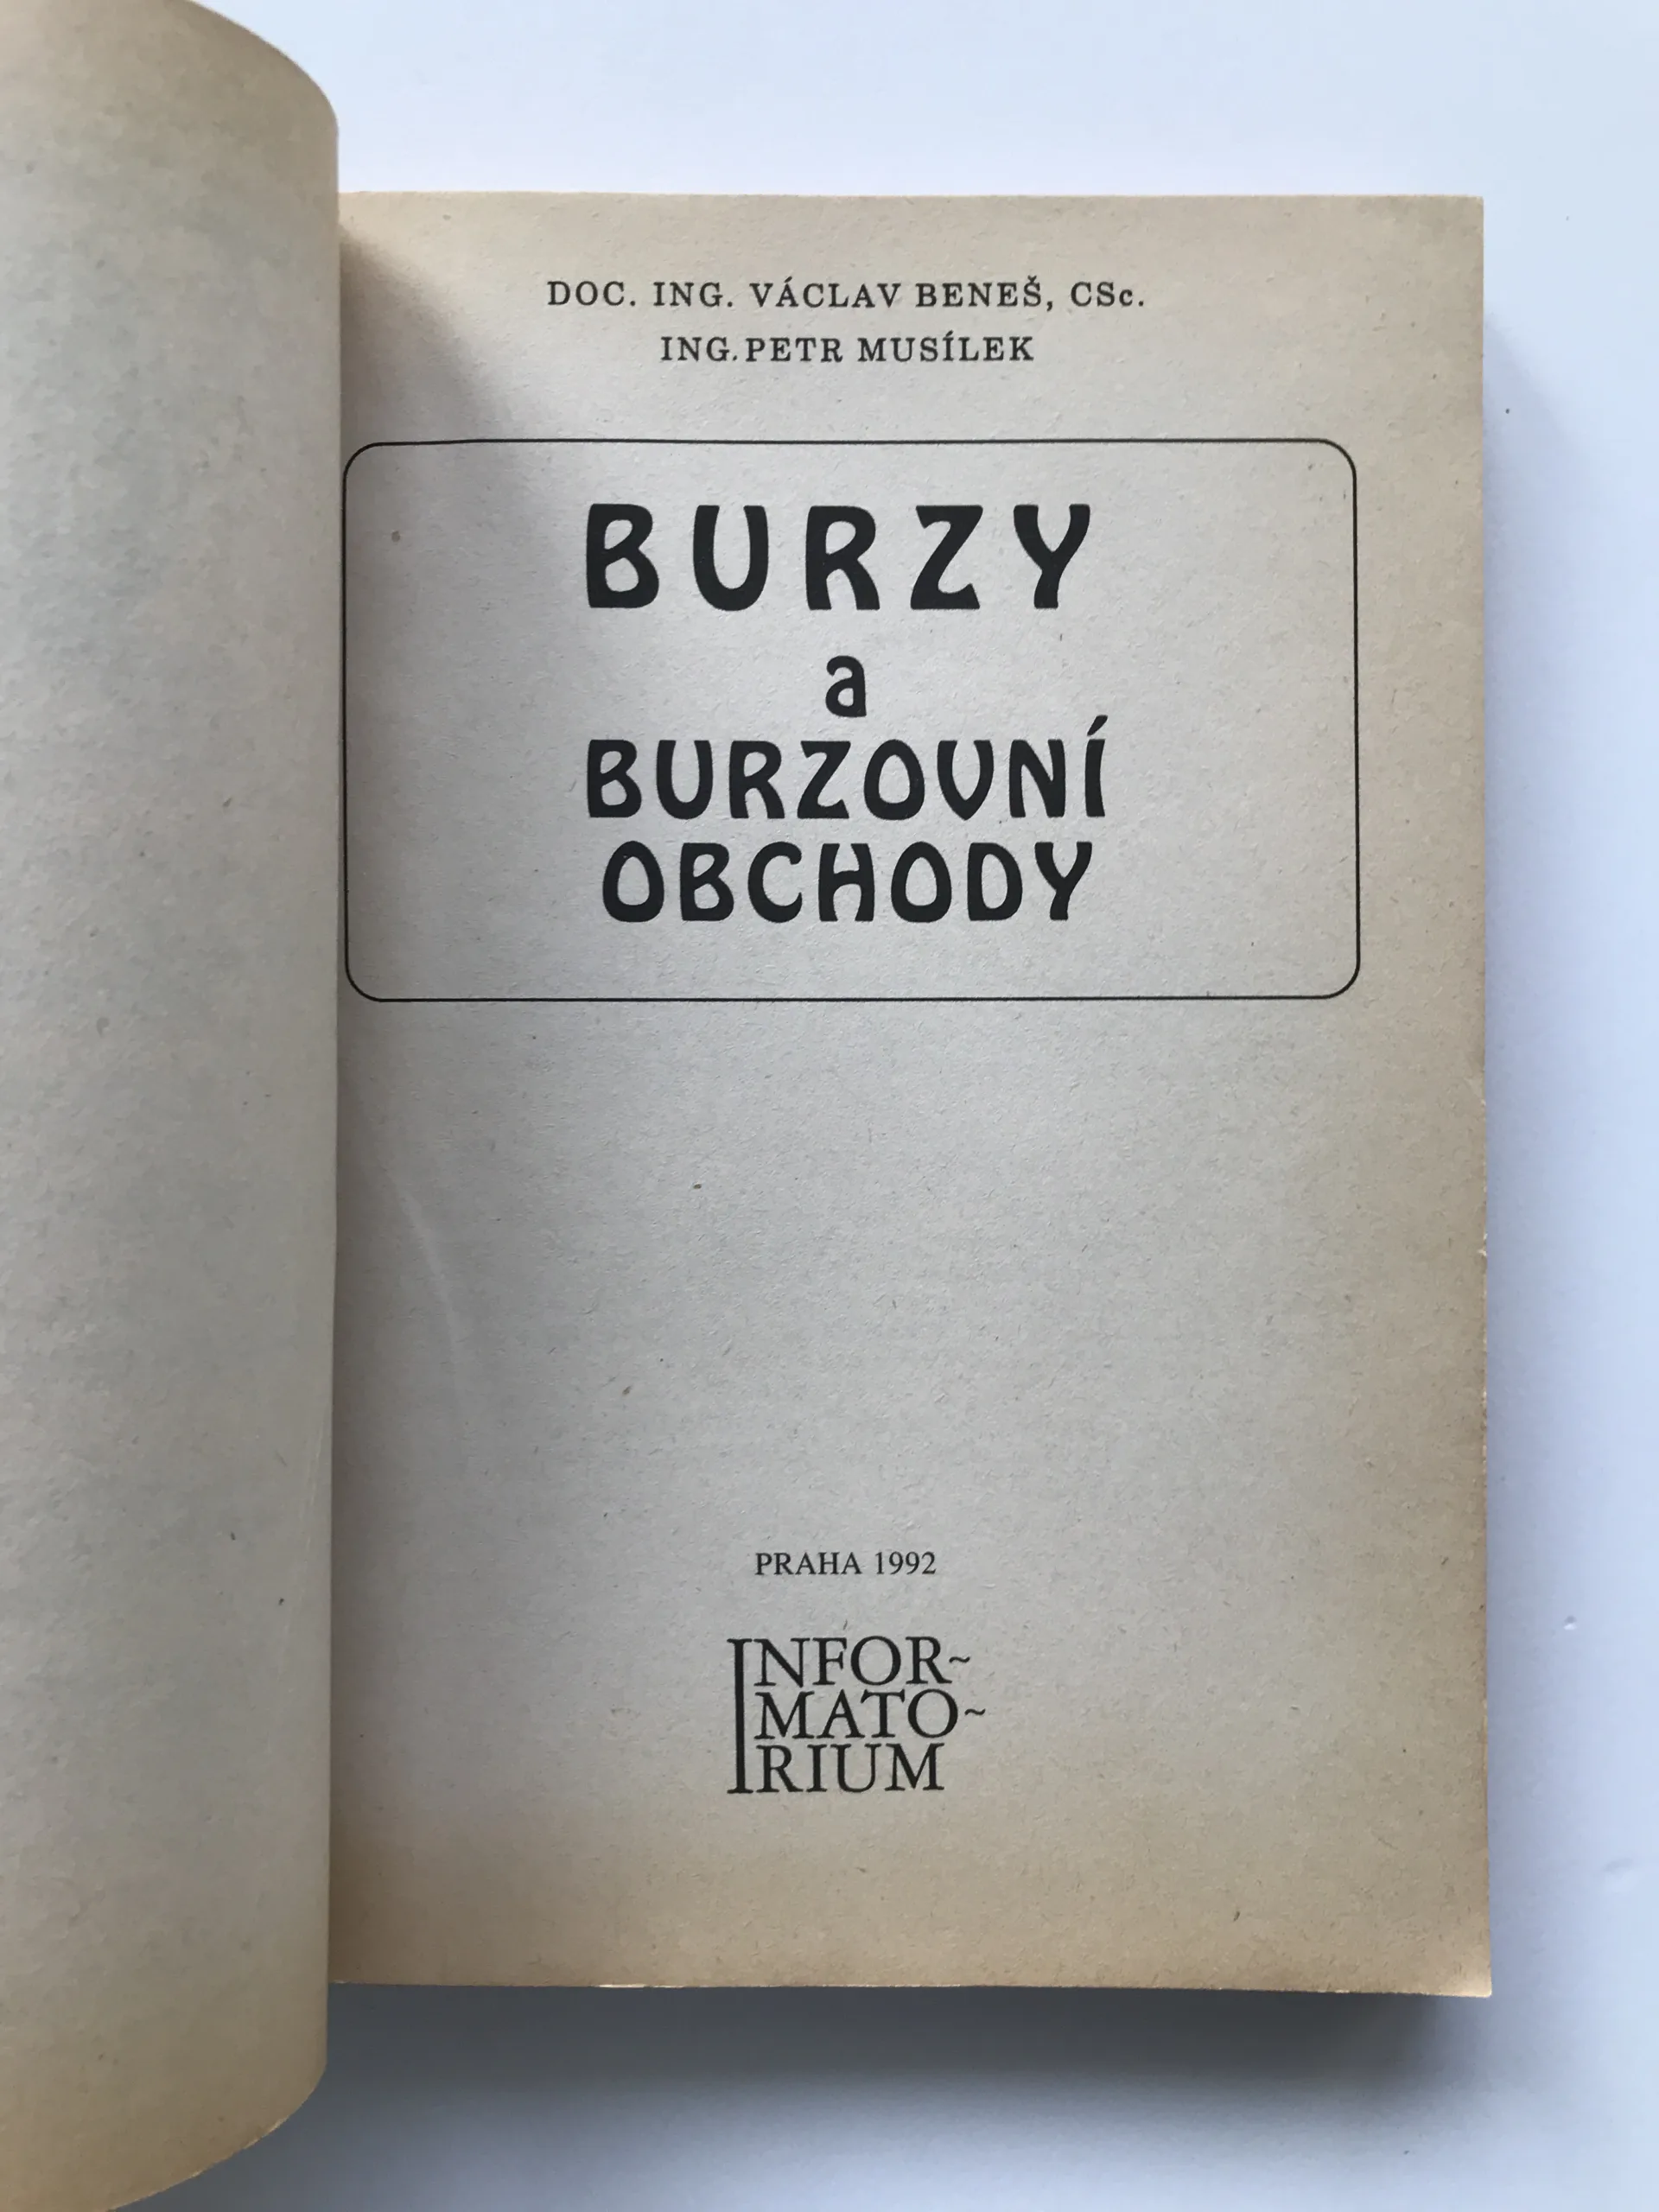 DOC. ING. VÁCLAV BENEŠ, CSc.
ING. PETR MUSÍLEK
BURZY
a
BURZOVNÍ
OBCHODY
PRAHA 1992
INFOR~
MATO~
RIUM